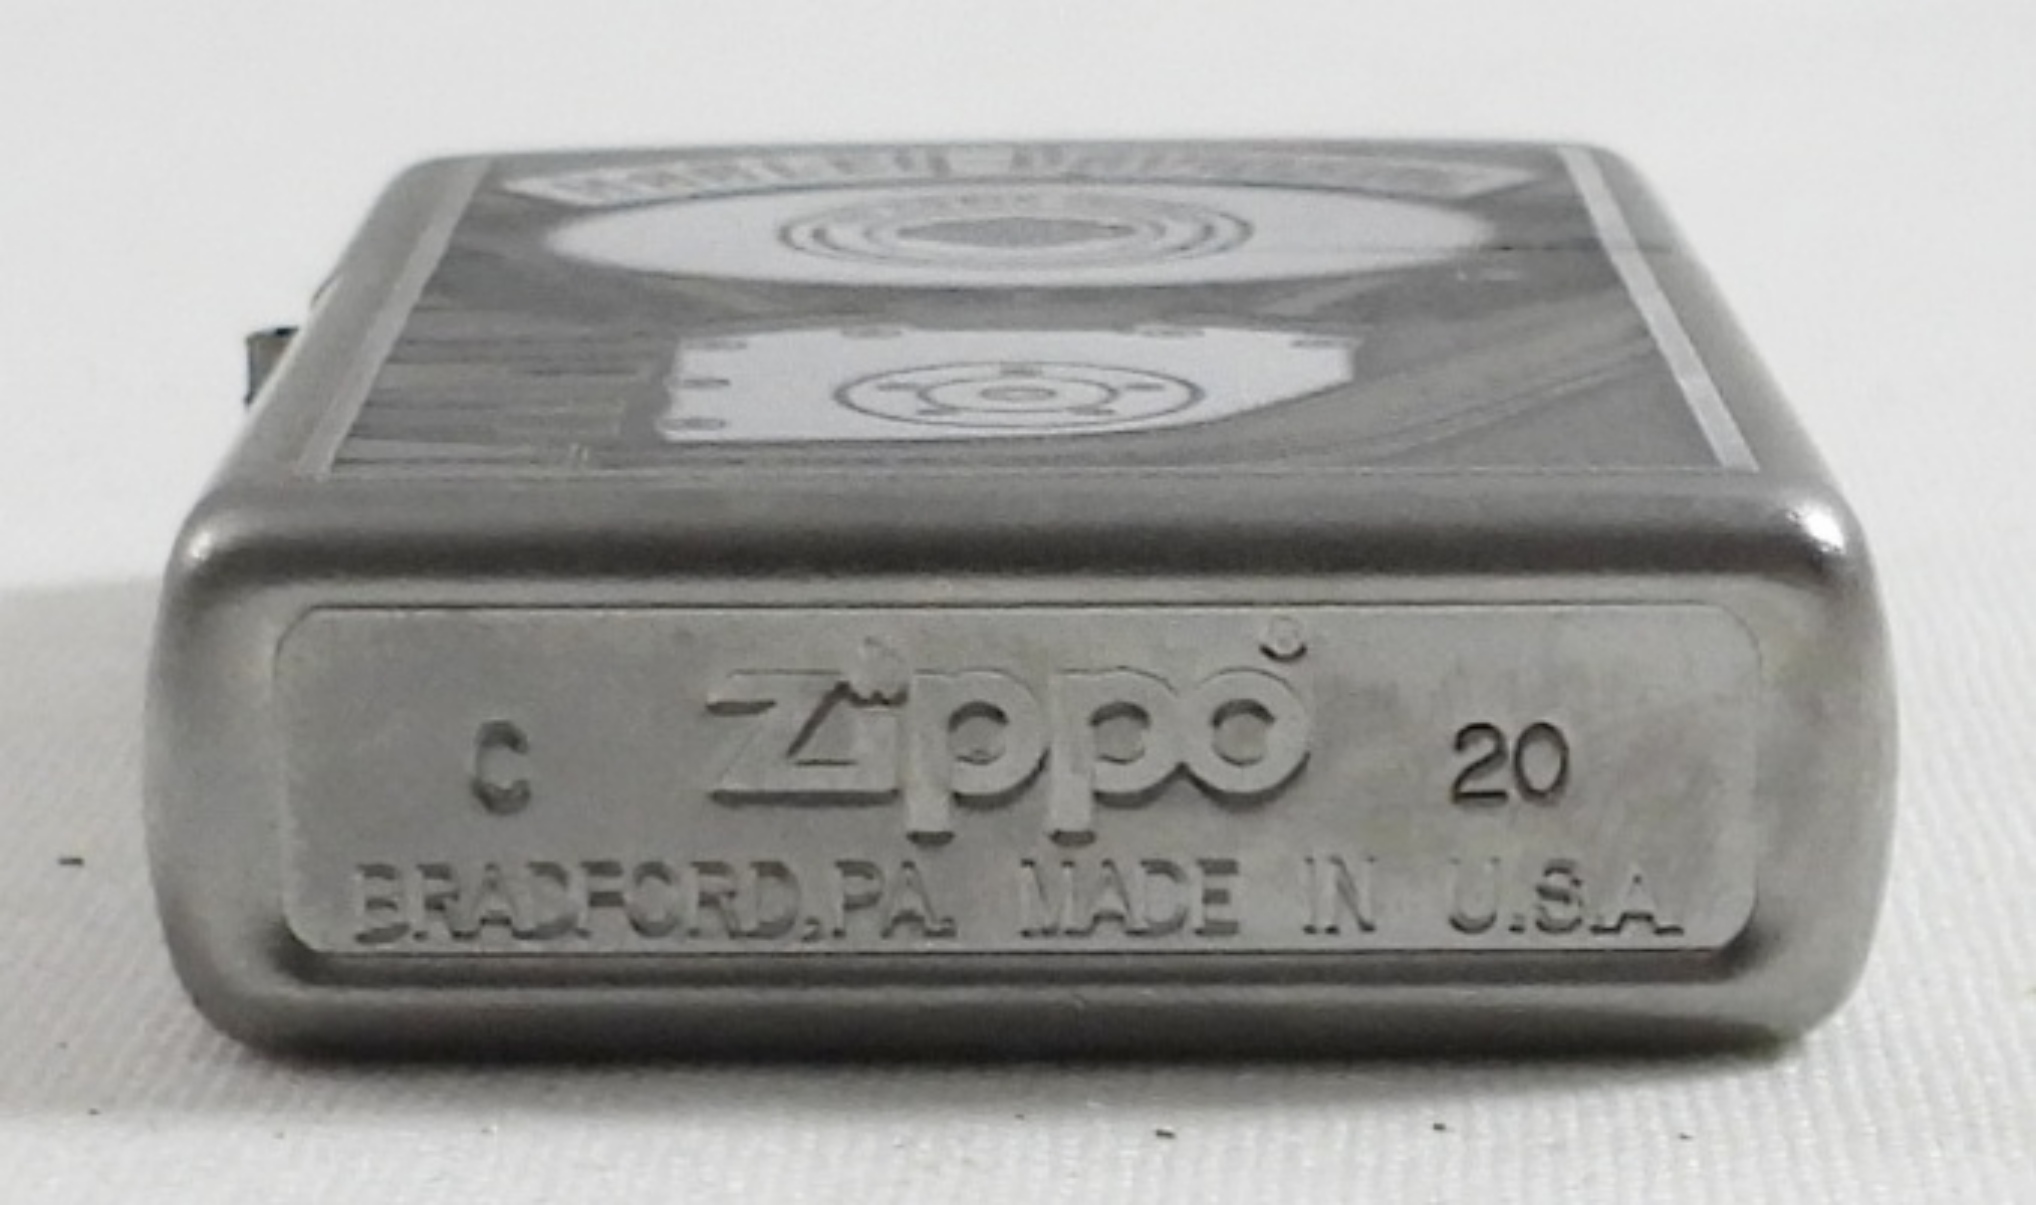 C Zippo® 20
BRADFORD,PA. MADE IN U.S.A.